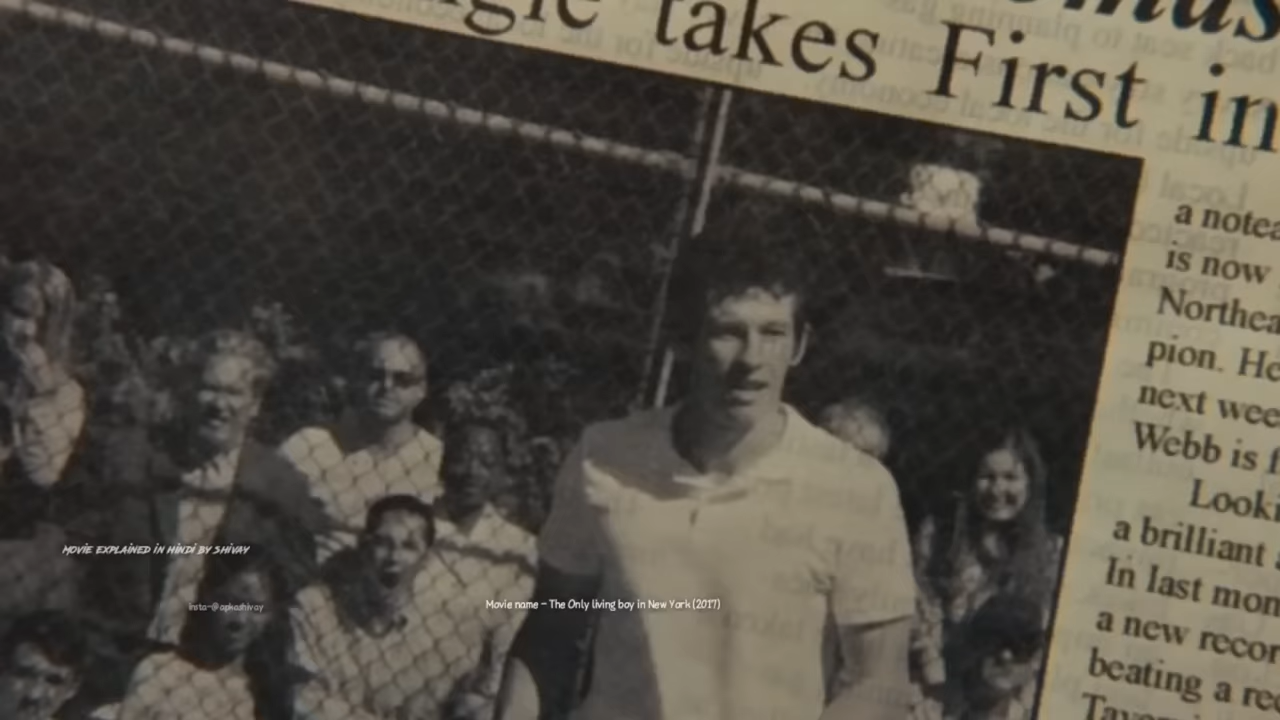 takes First in
a notea
is now
Northea
pion. He
next wee
Webb is f
Looki
a brilliant
In last mon
a new recor
beating a re
MOVIE EXPLAINED IN HINDI BY SHIVAY
Insta-@apkashivay
Movie name - The Only living boy in New York (2017)